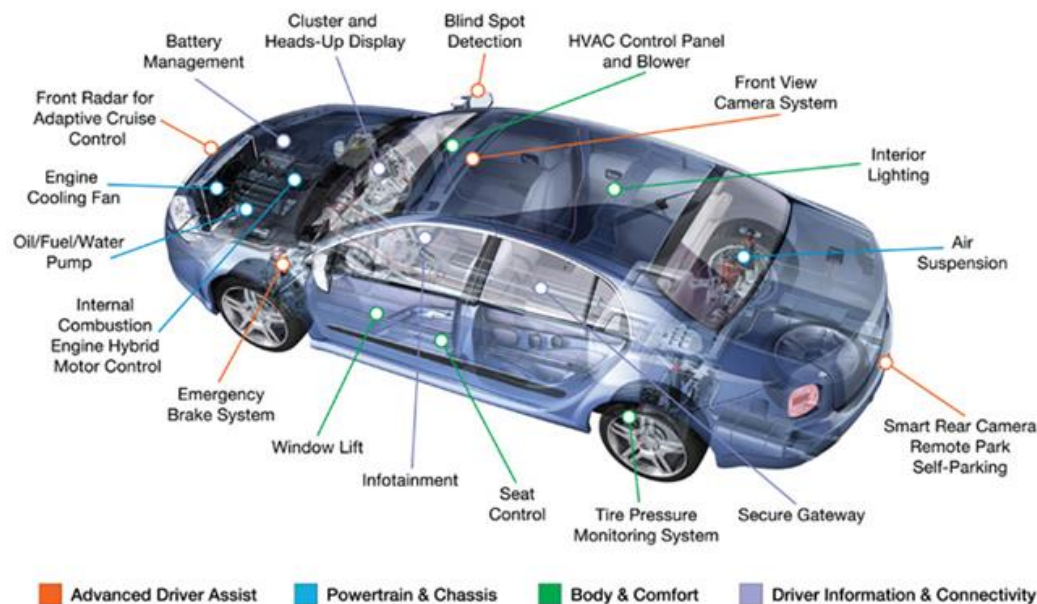 Cluster and
Heads-Up Display
Blind Spot
Detection
Battery
Management
HVAC Control Panel
and Blower
Front View
Camera System
Front Radar for
Adaptive Cruise
Control
Interior
Lighting
Engine
Cooling Fan
Oil/Fuel/Water
Pump
Air
Suspension
Internal
Combustion
Engine Hybrid
Motor Control
Emergency
Brake System
Window Lift
Infotainment
Seat
Control
Tire Pressure
Monitoring System
Secure Gateway
Smart Rear Camera
Remote Park
Self-Parking
Advanced Driver Assist
Powertrain & Chassis
Body & Comfort
Driver Information & Connectivity